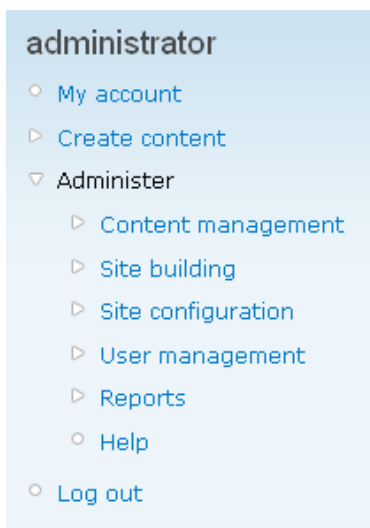 administrator
My account
Create content
Administer
Content management
Site building
Site configuration
User management
Reports
Help
Log out